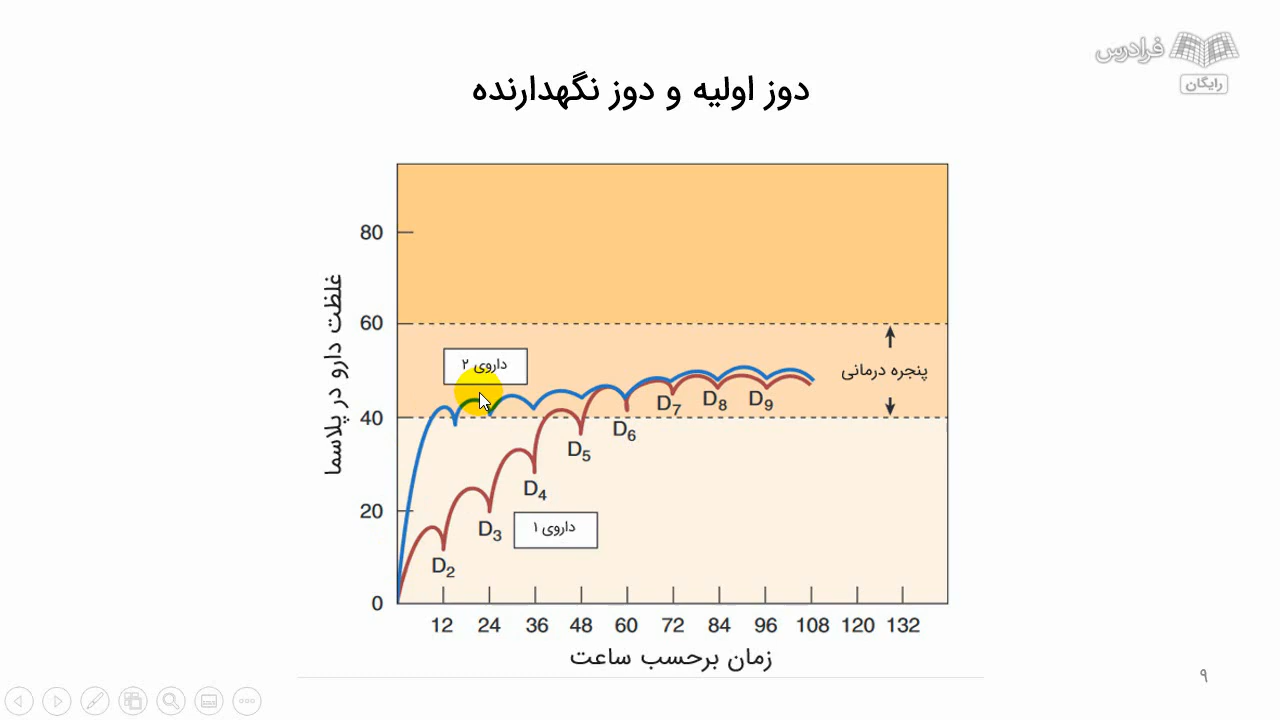 فرادرس
رایگان
دوز اولیه و دوز نگهدارنده
غلظت دارو در پلاسما
80
60
40
20
0
داروی ۲
پنجره درمانی
D7 D8 D9
D6
D5
D4
D3
داروی ۱
D2
12 24 36 48 60 72 84 96 108 120 132
زمان برحسب ساعت
۹